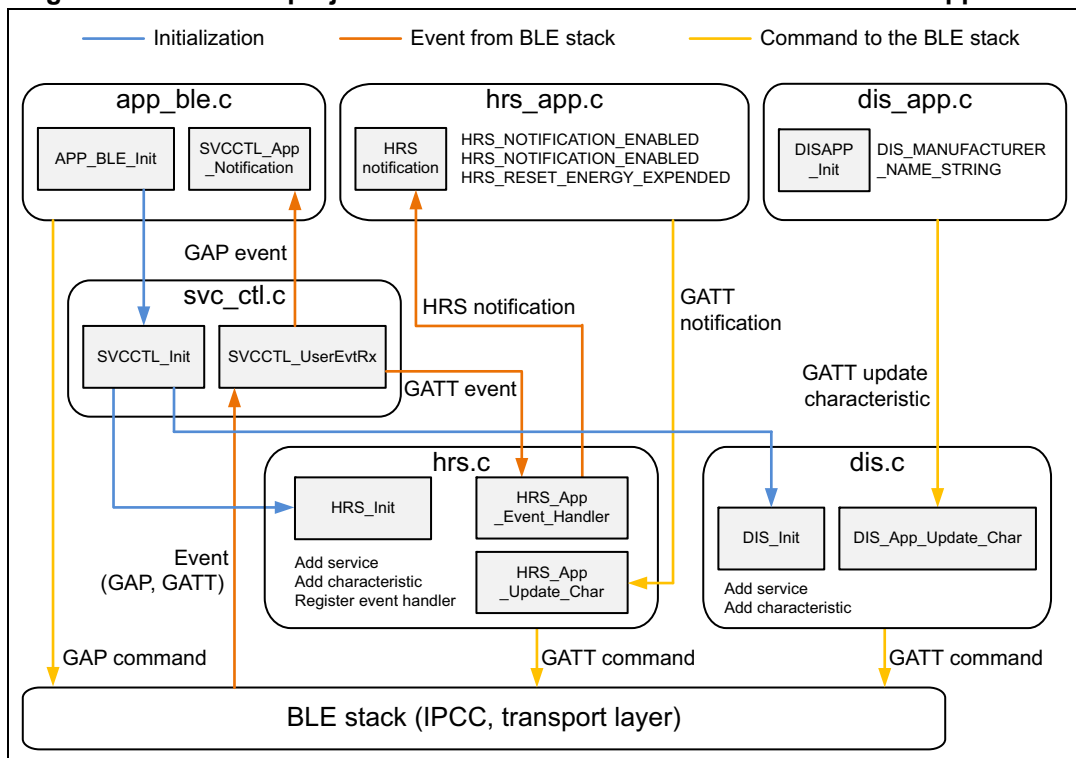 Initialization
Event from BLE stack
Command to the BLE stack
app_ble.c
hrs_app.c
dis_app.c
APP_BLE_Init
SVCCTL_App
_Notification
HRS
notification
HRS_NOTIFICATION_ENABLED
HRS_NOTIFICATION_ENABLED
HRS_RESET_ENERGY_EXPENDED
DISAPP
_Init
DIS_MANUFACTURER
_NAME_STRING
GAP event
svc_ctl.c
HRS notification
GATT
notification
SVCCTL_Init
SVCCTL_UserEvtRx
GATT event
GATT update
characteristic
hrs.c
dis.c
HRS_Init
HRS_App
_Event_Handler
DIS_Init
DIS_App_Update_Char
Event
(GAP, GATT)
Add service
Add characteristic
Register event handler
HRS_App
_Update_Char
Add service
Add characteristic
GAP command
GATT command
GATT command
BLE stack (IPCC, transport layer)